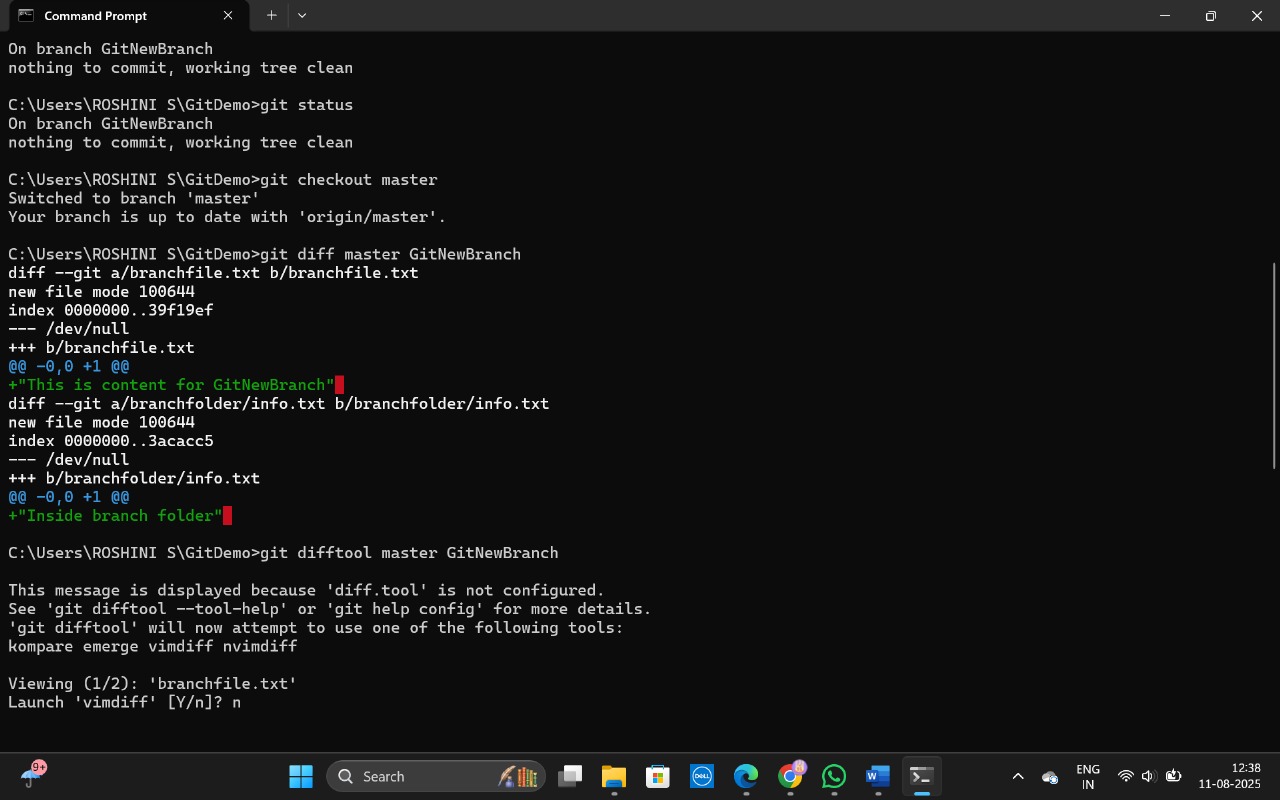 Command Prompt
On branch GitNewBranch
nothing to commit, working tree clean
C:\Users\ROSHINI S\GitDemo>git status
On branch GitNewBranch
nothing to commit, working tree clean
C:\Users\ROSHINI S\GitDemo>git checkout master
Switched to branch 'master'
Your branch is up to date with 'origin/master'.
C:\Users\ROSHINI S\GitDemo>git diff master GitNewBranch
diff --git a/branchfile.txt b/branchfile.txt
new file mode 100644
index 0000000..39f19ef
--- /dev/null
+++ b/branchfile.txt
@@ -0,0 +1 @@
+"This is content for GitNewBranch"
diff --git a/branchfolder/info.txt b/branchfolder/info.txt
new file mode 100644
index 0000000..3acacc5
--- /dev/null
+++ b/branchfolder/info.txt
@@ -0,0 +1 @@
+"Inside branch folder"
C:\Users\ROSHINI S\GitDemo>git difftool master GitNewBranch
This message is displayed because 'diff.tool' is not configured.
See 'git difftool --tool-help' or 'git help config' for more details.
'git difftool' will now attempt to use one of the following tools:
kompare emerge vimdiff nvimdiff
Viewing (1/2): 'branchfile.txt'
Launch 'vimdiff' [Y/n]? n
9+
Search
DELL
ENG
IN
12:38
11-08-2025